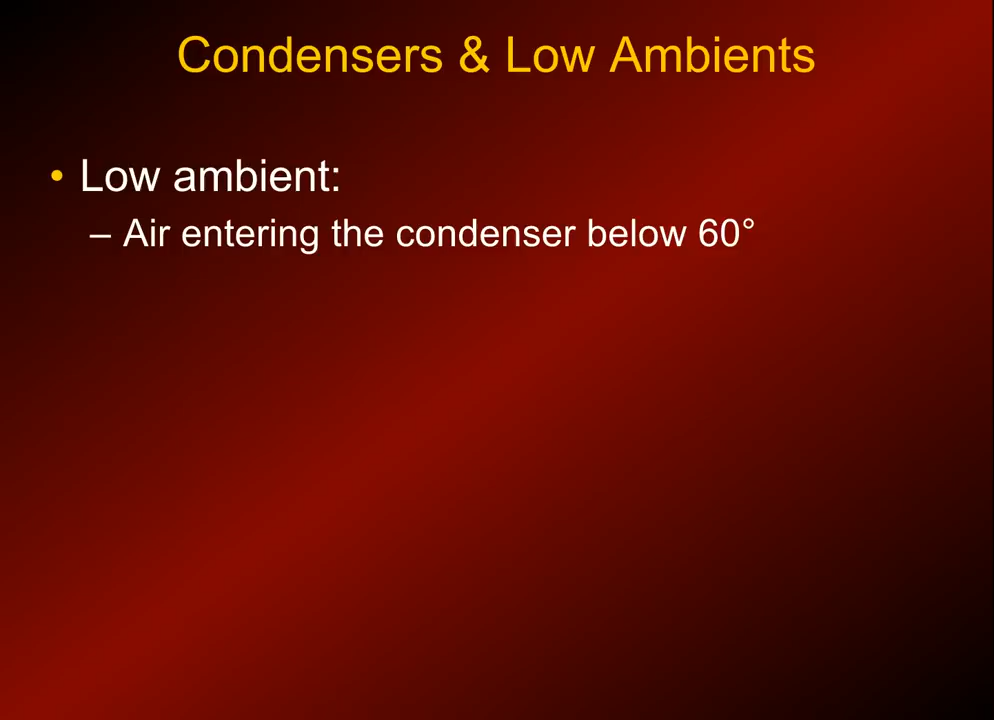 Condensers & Low Ambients
• Low ambient:
– Air entering the condenser below 60°